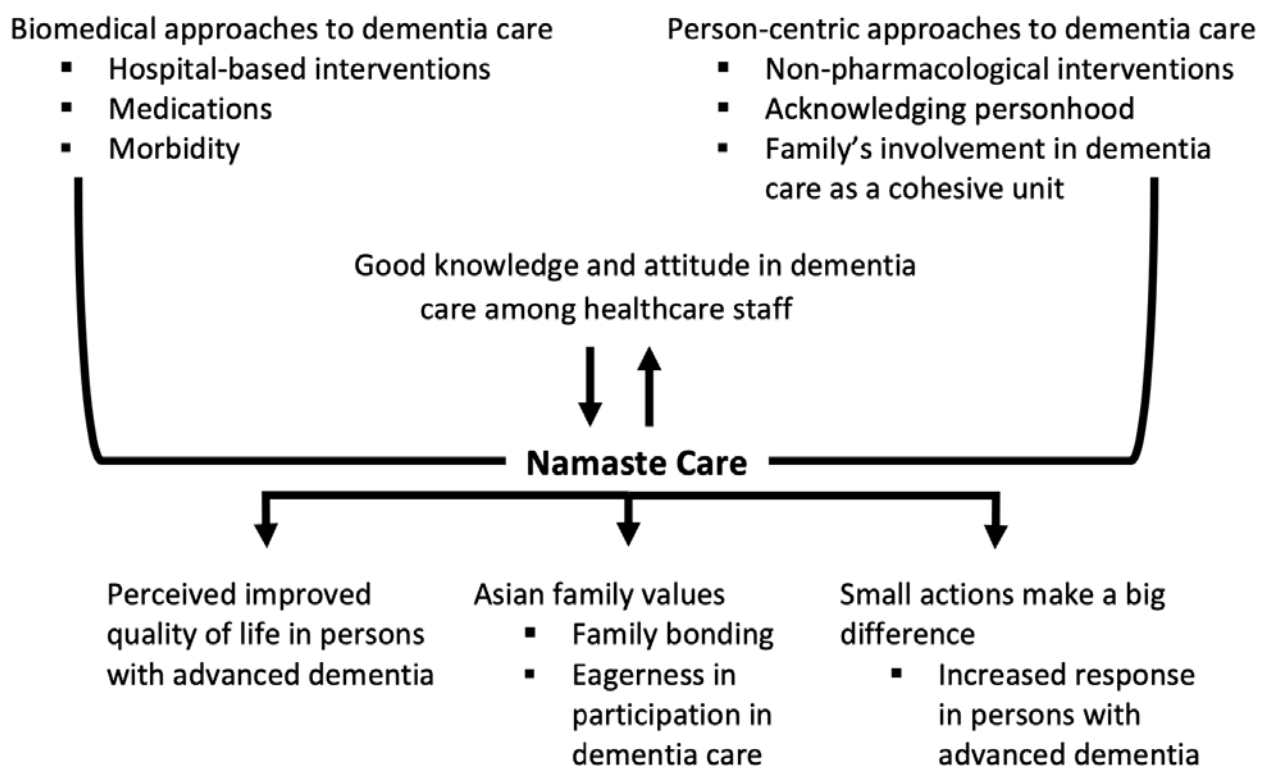 Biomedical approaches to dementia care
▪ Hospital-based interventions
▪ Medications
▪ Morbidity
Person-centric approaches to dementia care
▪ Non-pharmacological interventions
▪ Acknowledging personhood
▪ Family’s involvement in dementia
care as a cohesive unit
Good knowledge and attitude in dementia
care among healthcare staff
Namaste Care
Perceived improved
quality of life in persons
with advanced dementia
Asian family values
▪ Family bonding
▪ Eagerness in
participation in
dementia care
Small actions make a big
difference
▪ Increased response
in persons with
advanced dementia